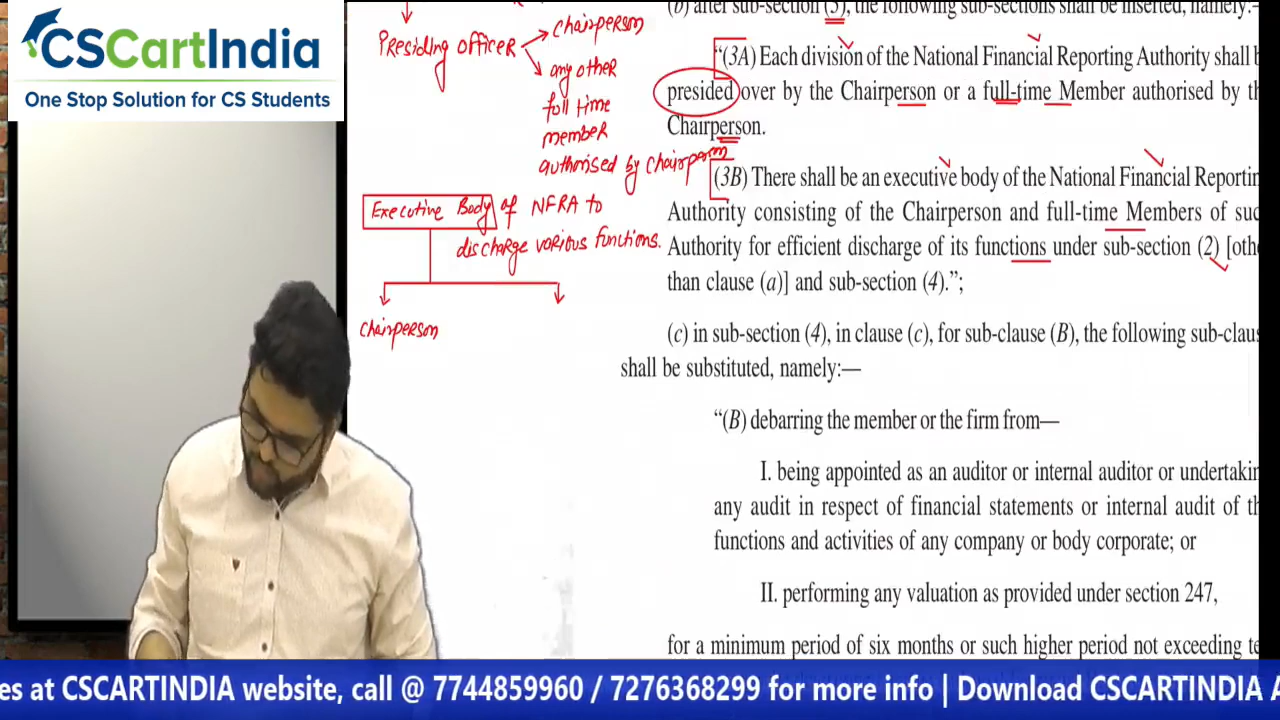 CSCartIndia
One Stop Solution for CS Students
Presiding officer
chairperson
any other
full time
member
authorised by chairperson
Executive Body of NFRA to
discharge various functions.
chairperson
(b) after sub-section (3), the following sub-sections shall be inserted, namely:—
“(3A) Each division of the National Financial Reporting Authority shall b
presided over by the Chairperson or a full-time Member authorised by th
Chairperson.
(3B) There shall be an executive body of the National Financial Reportin
Authority consisting of the Chairperson and full-time Members of suc
Authority for efficient discharge of its functions under sub-section (2) [othe
than clause (a)] and sub-section (4).”;
(c) in sub-section (4), in clause (c), for sub-clause (B), the following sub-claus
shall be substituted, namely:—
“(B) debarring the member or the firm from—
I. being appointed as an auditor or internal auditor or undertakin
any audit in respect of financial statements or internal audit of th
functions and activities of any company or body corporate; or
II. performing any valuation as provided under section 247,
for a minimum period of six months or such higher period not exceeding te
es at CSCARTINDIA website, call @ 7744859960 / 7276368299 for more info | Download CSCARTINDIA A